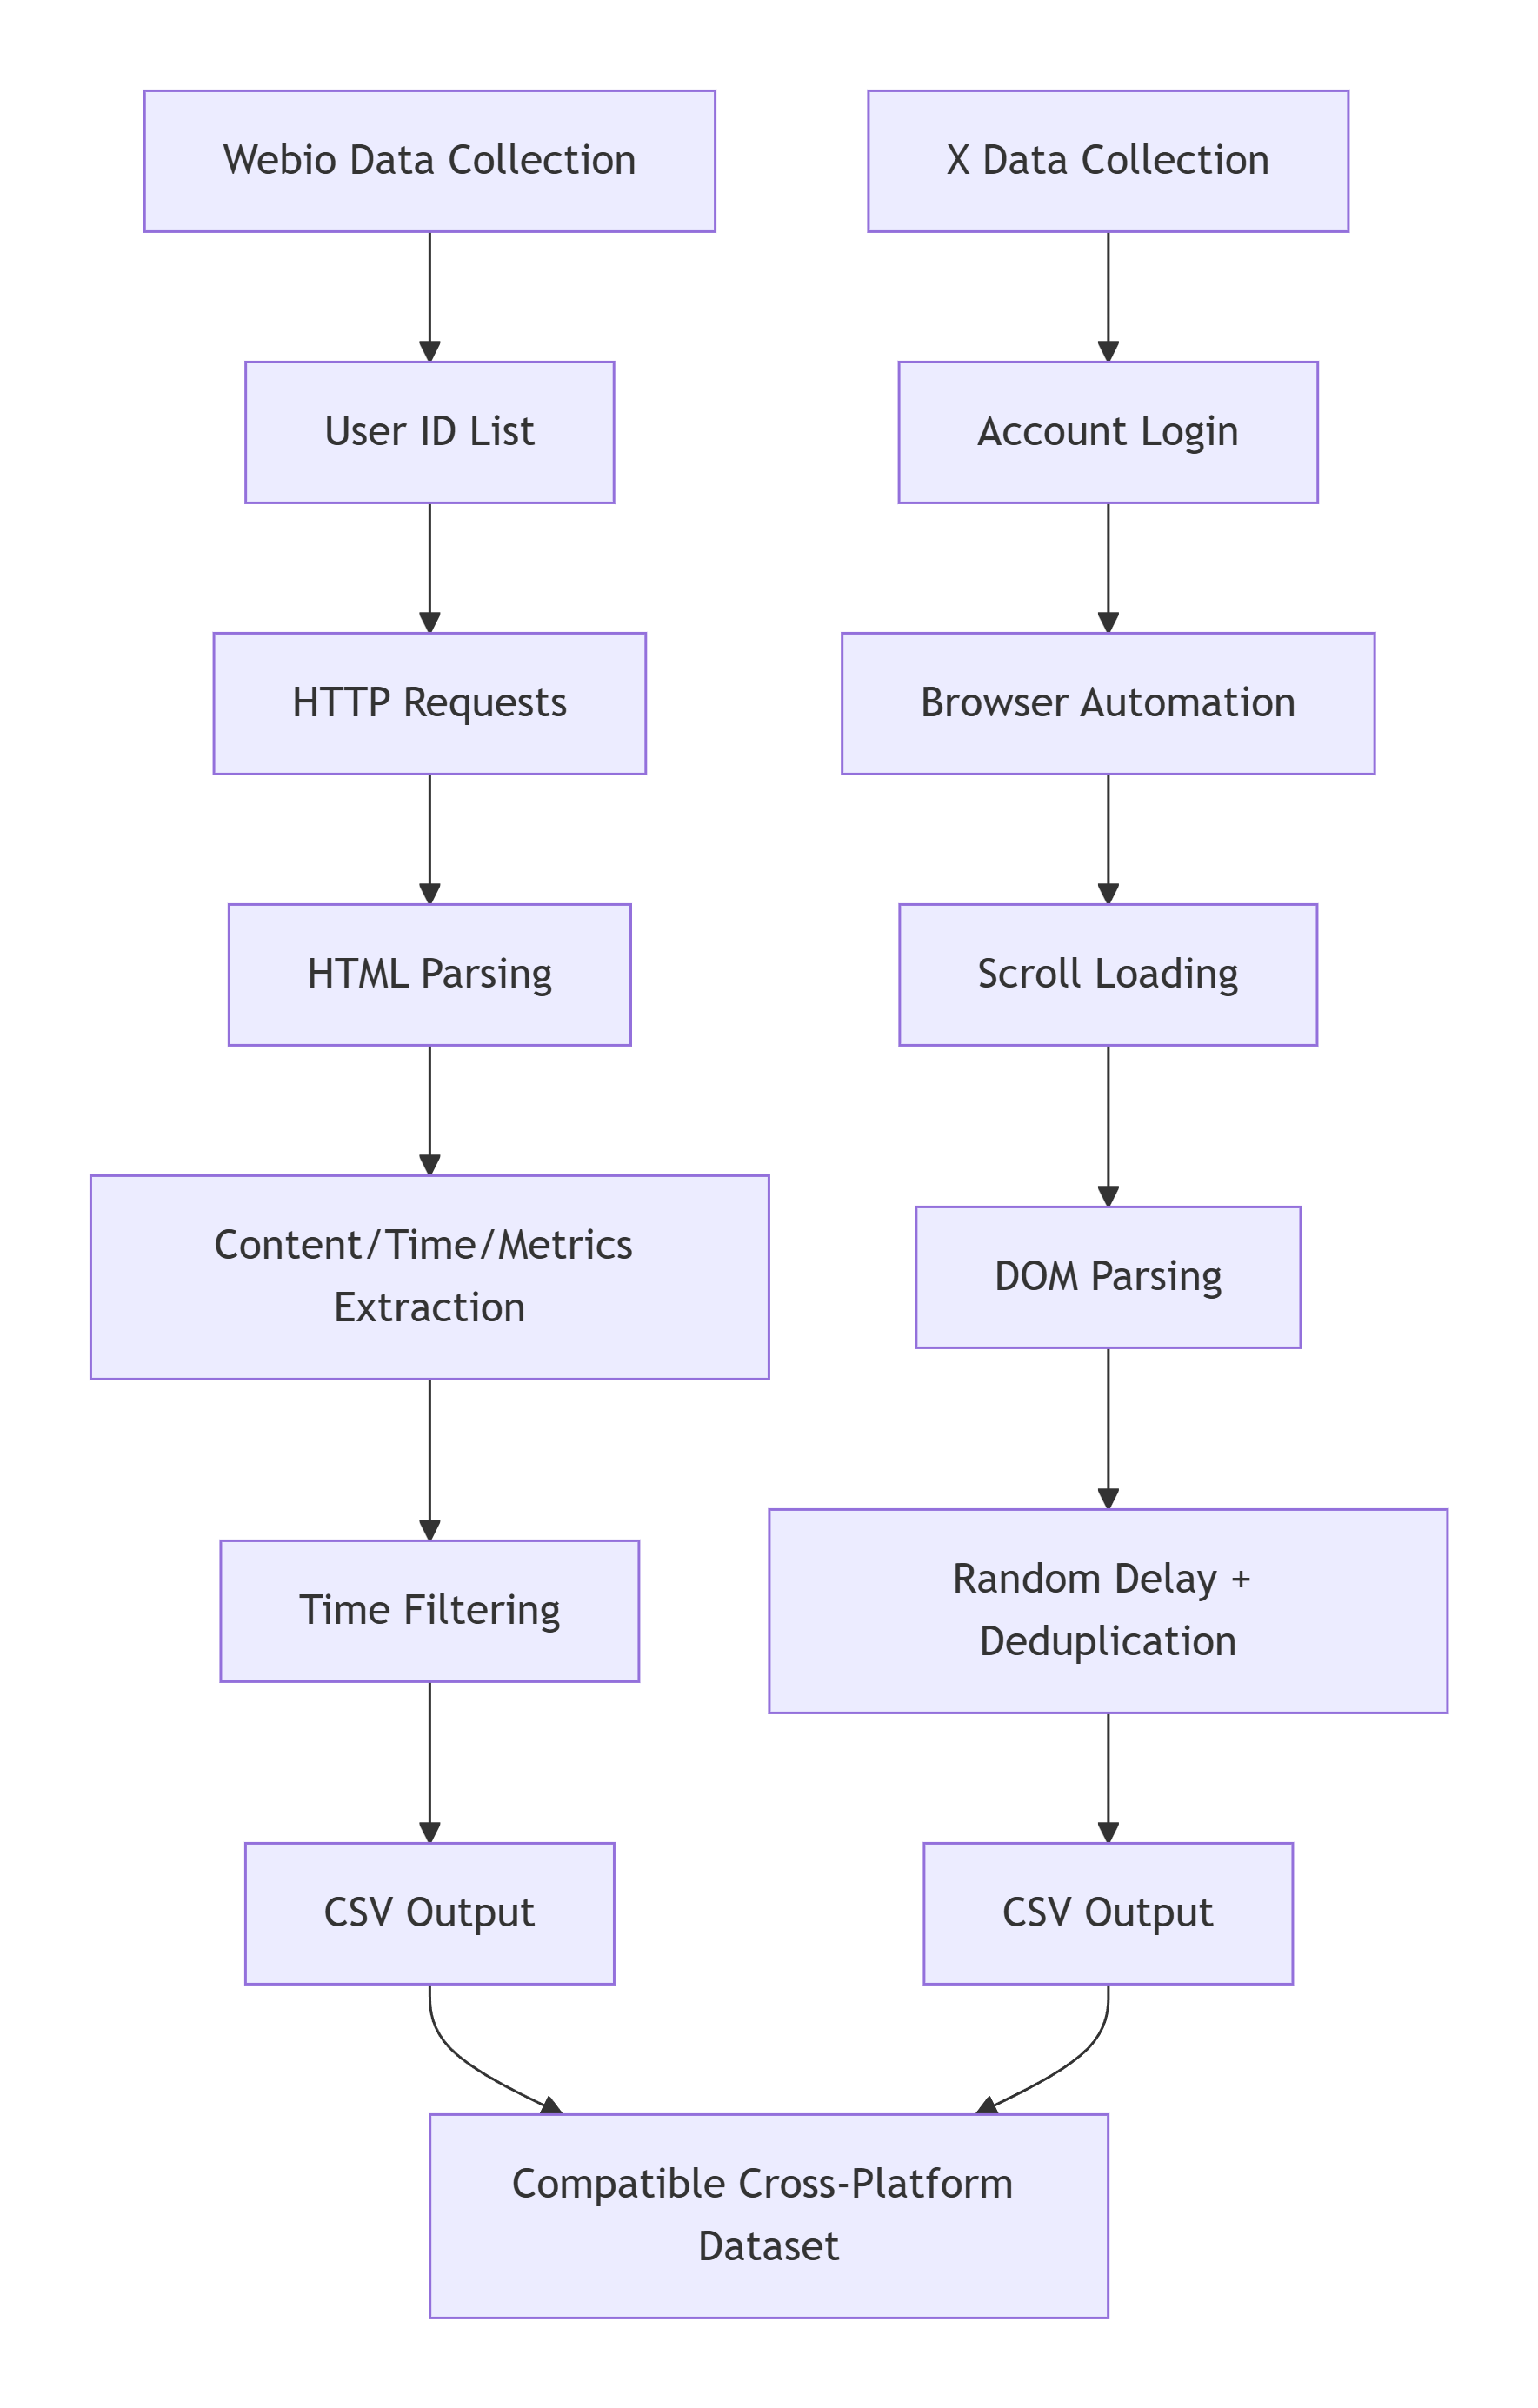 Webio Data Collection
User ID List
HTTP Requests
HTML Parsing
Content/Time/Metrics
Extraction
Time Filtering
CSV Output
X Data Collection
Account Login
Browser Automation
Scroll Loading
DOM Parsing
Random Delay +
Deduplication
CSV Output
Compatible Cross-Platform
Dataset